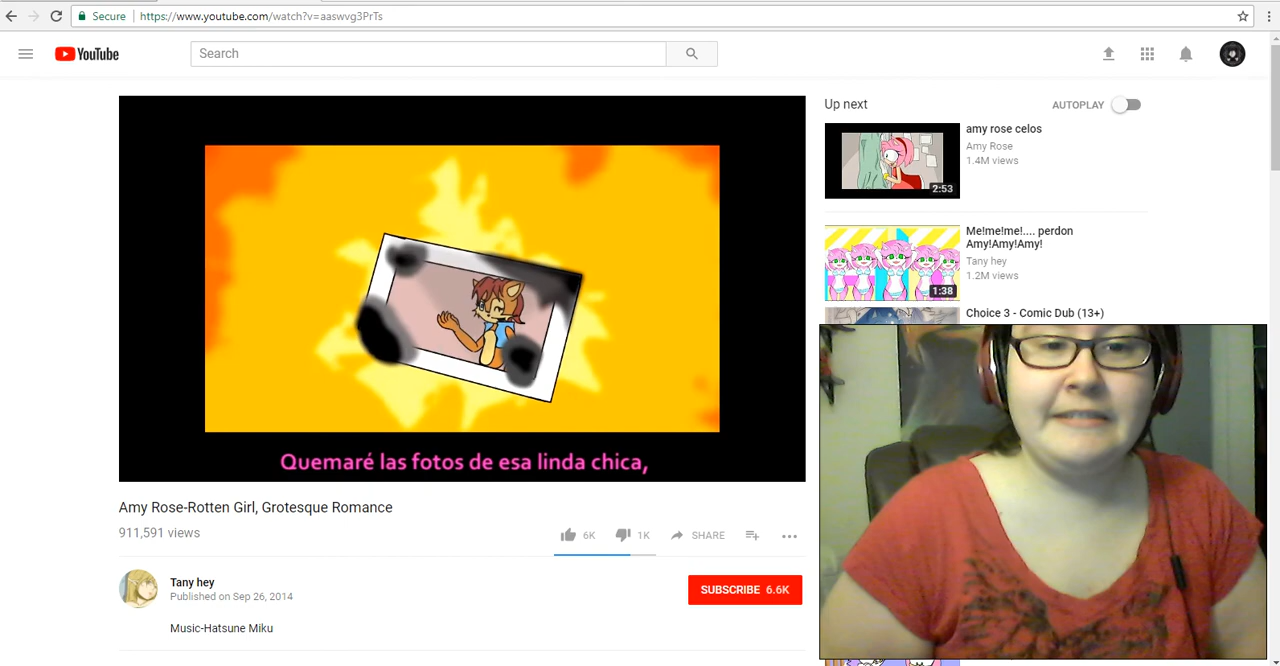 Secure
https://www.youtube.com/watch?v=aaswvg3PrTs
YouTube
Search
Quemaré las fotos de esa linda chica,
Amy Rose-Rotten Girl, Grotesque Romance
911,591 views
6K
1K
SHARE
Tany hey
Published on Sep 26, 2014
SUBSCRIBE 6.6K
Music-Hatsune Miku
Up next
AUTOPLAY
amy rose celos
Amy Rose
1.4M views
2:53
Me!me!me!.... perdon
Amy!Amy!Amy!
Tany hey
1.2M views
1:38
Choice 3 - Comic Dub (13+)